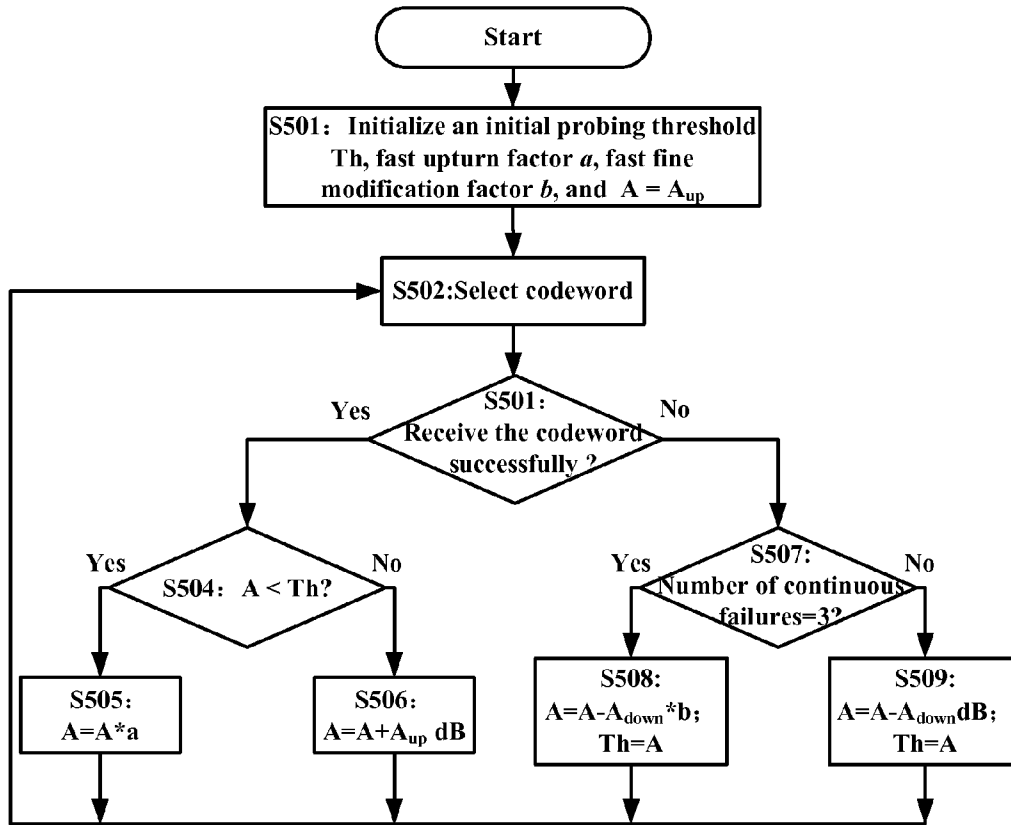 Start
S501：Initialize an initial probing threshold
Th, fast upturn factor a, fast fine
modification factor b, and A = Aup
S502:Select codeword
S501:
Receive the codeword
successfully ?
Yes
No
S504：A < Th?
Yes
No
S507:
Number of continuous
failures=3?
Yes
No
S505：
A=A*a
S506：
A=A+Aup dB
S508:
A=A-Adown*b；
Th=A
S509:
A=A-AdowndB；
Th=A